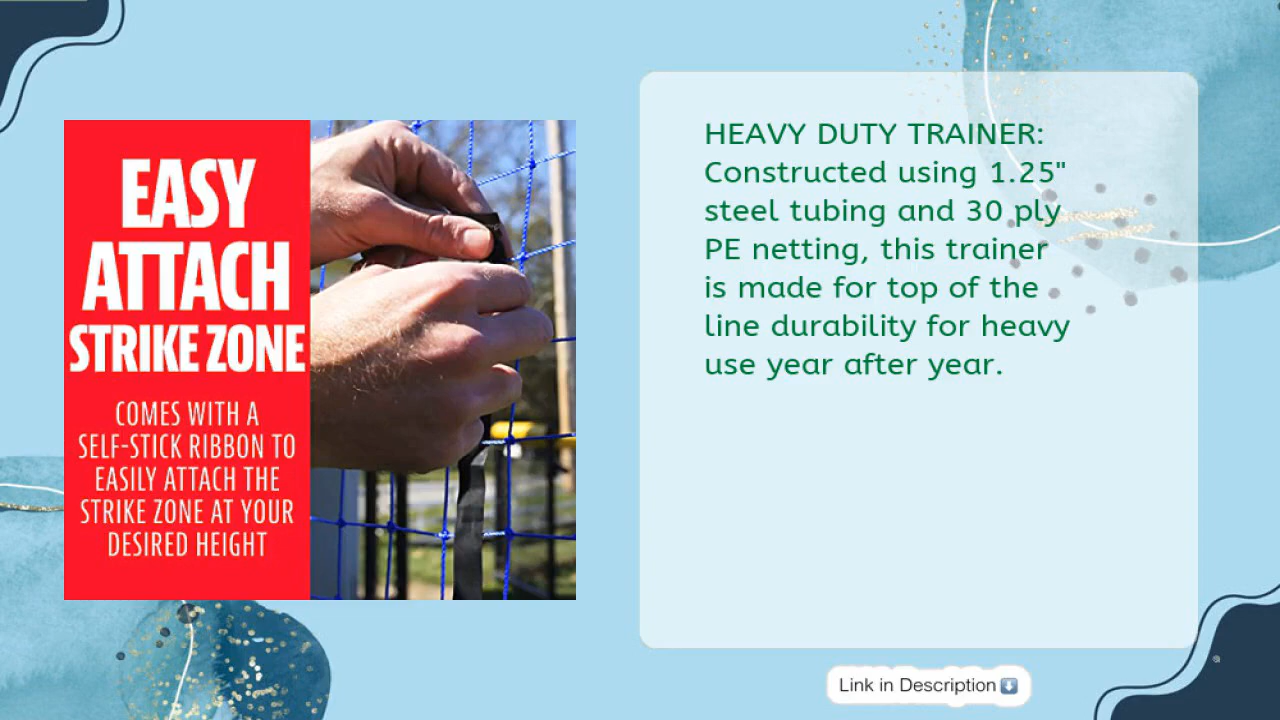 EASY
ATTACH
STRIKE ZONE
COMES WITH A
SELF-STICK RIBBON TO
EASILY ATTACH THE
STRIKE ZONE AT YOUR
DESIRED HEIGHT
HEAVY DUTY TRAINER:
Constructed using 1.25"
steel tubing and 30 ply
PE netting, this trainer
is made for top of the
line durability for heavy
use year after year.
Link in Description⬇️